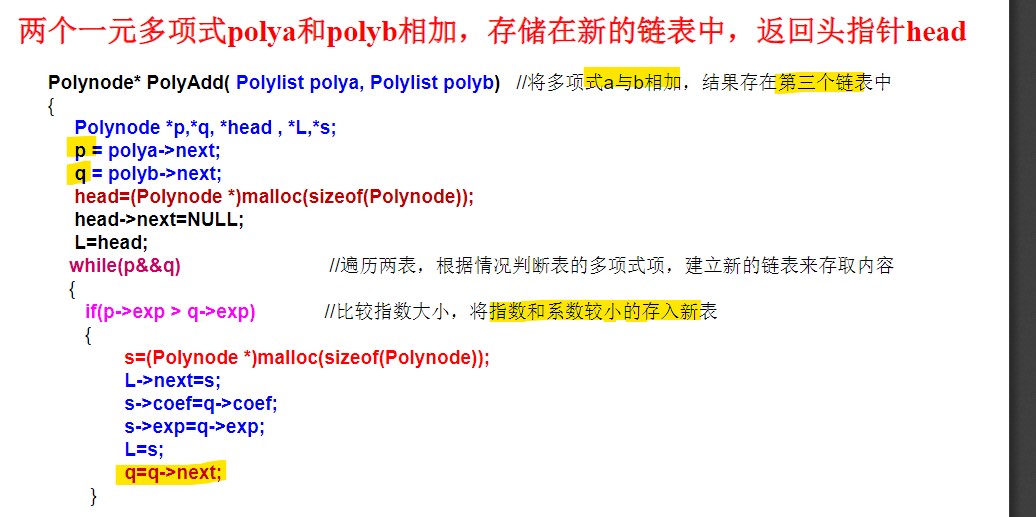 两个一元多项式polya和polyb相加，存储在新的链表中，返回头指针head
Polynode* PolyAdd( Polylist polya, Polylist polyb) //将多项式a与b相加，结果存在第三个链表中
{
Polynode *p,*q, *head , *L,*s;
p = polya->next;
q = polyb->next;
head=(Polynode *)malloc(sizeof(Polynode));
head->next=NULL;
L=head;
while(p&&q) //遍历两表，根据情况判断表的多项式项，建立新的链表来存取内容
{
if(p->exp > q->exp) //比较指数大小，将指数和系数较小的存入新表
{
s=(Polynode *)malloc(sizeof(Polynode));
L->next=s;
s->coef=q->coef;
s->exp=q->exp;
L=s;
q=q->next;
}